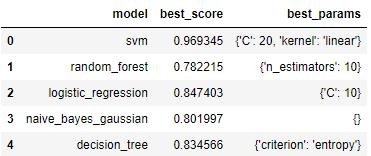 model best_score best_params
0 svm 0.969345 {'C': 20, 'kernel': 'linear'}
1 random_forest 0.782215 {'n_estimators': 10}
2 logistic_regression 0.847403 {'C': 10}
3 naive_bayes_gaussian 0.801997 {}
4 decision_tree 0.834566 {'criterion': 'entropy'}